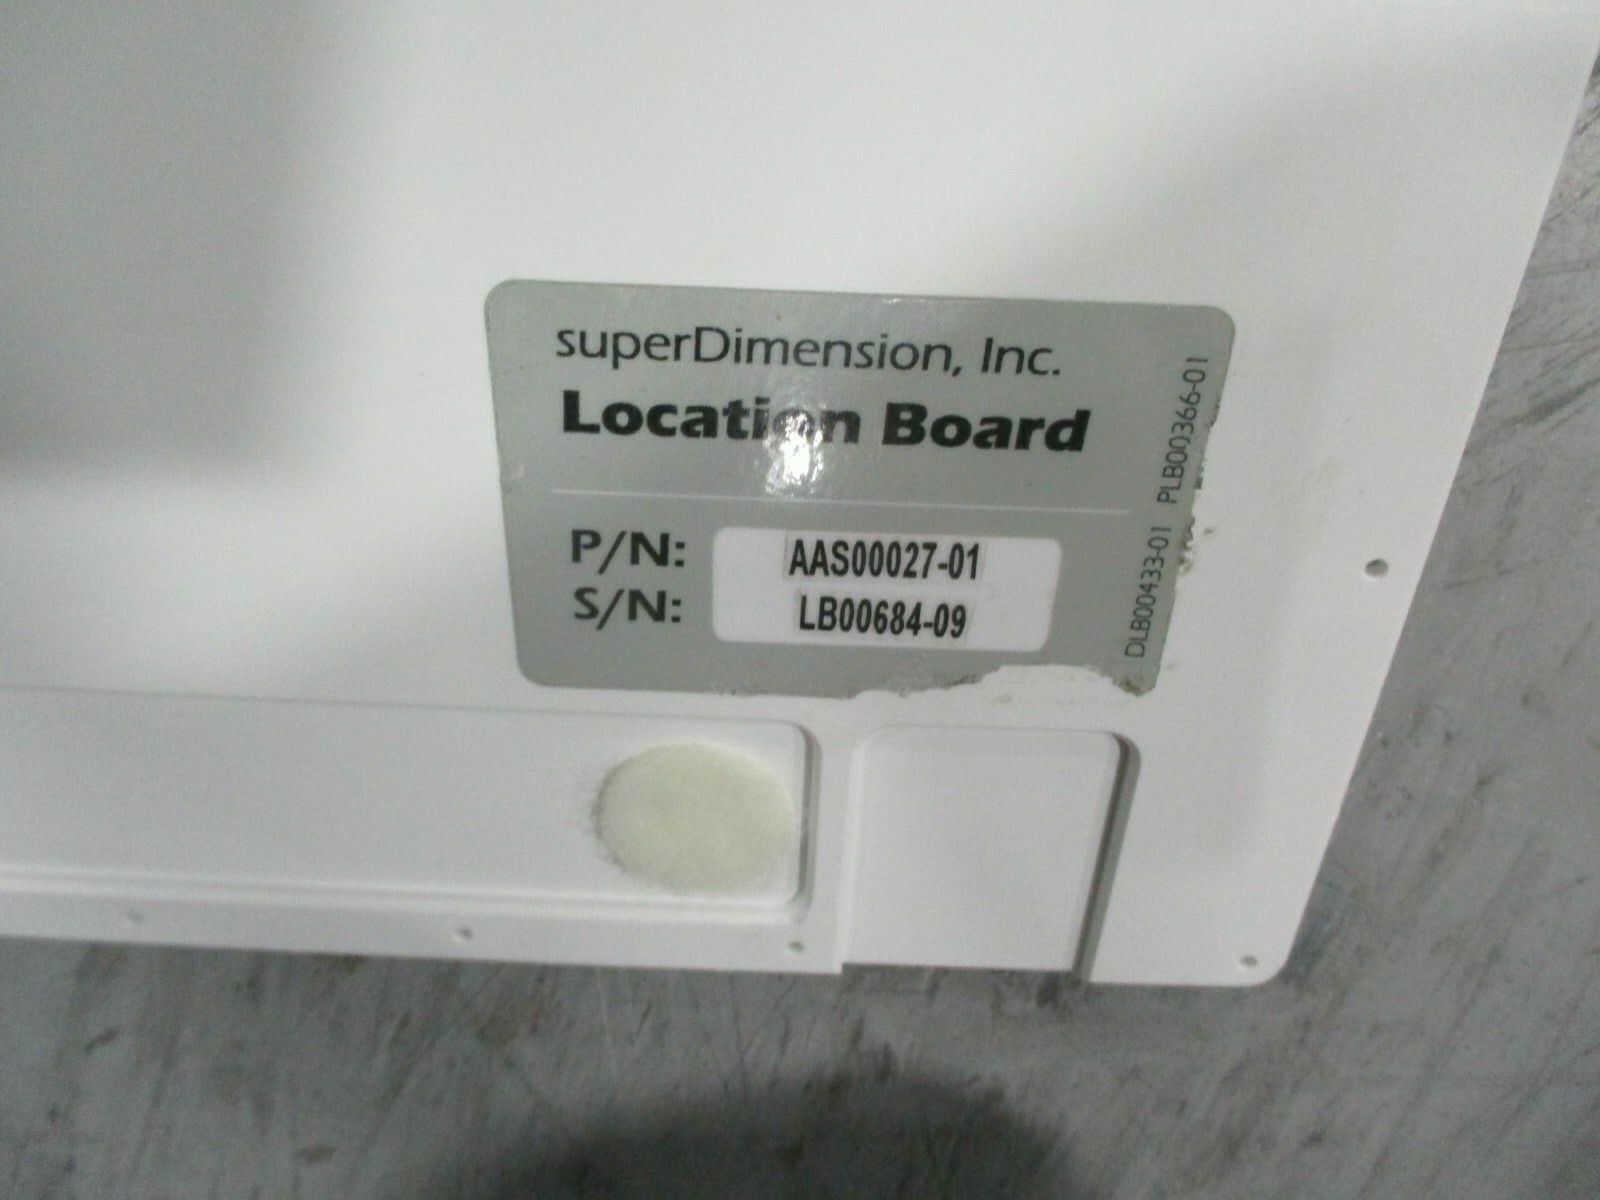 superDimension, Inc.
Location Board
P/N: AAS00027-01
S/N: LB00684-09
DLB00433-01 PLB00366-01